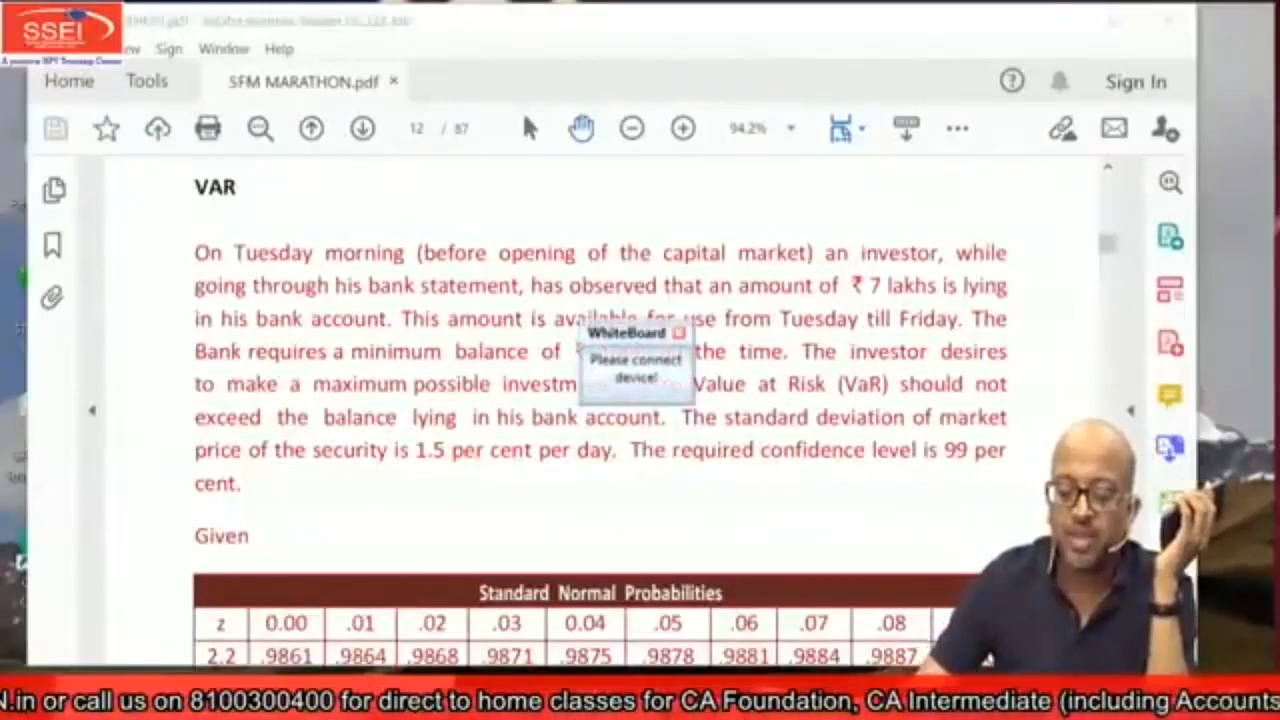 SSEI
Sign Window Help
Home Tools SFM MARATHON.pdf × Sign In
12 / 87 94.2%
VAR
On Tuesday morning (before opening of the capital market) an investor, while
going through his bank statement, has observed that an amount of ₹ 7 lakhs is lying
in his bank account. This amount is available for use from Tuesday till Friday. The
Bank requires a minimum balance of the time. The investor desires
to make a maximum possible investm Value at Risk (VaR) should not
exceed the balance lying in his bank account. The standard deviation of market
price of the security is 1.5 per cent per day. The required confidence level is 99 per
cent.
WhiteBoard
Please connect
device!
Given
Standard Normal Probabilities
z 0.00 .01 .02 .03 0.04 .05 .06 .07 .08
2.2 .9861 .9864 .9868 .9871 .9875 .9878 .9881 .9884 .9887
N.in or call us on 8100300400 for direct to home classes for CA Foundation, CA Intermediate (including Accounts